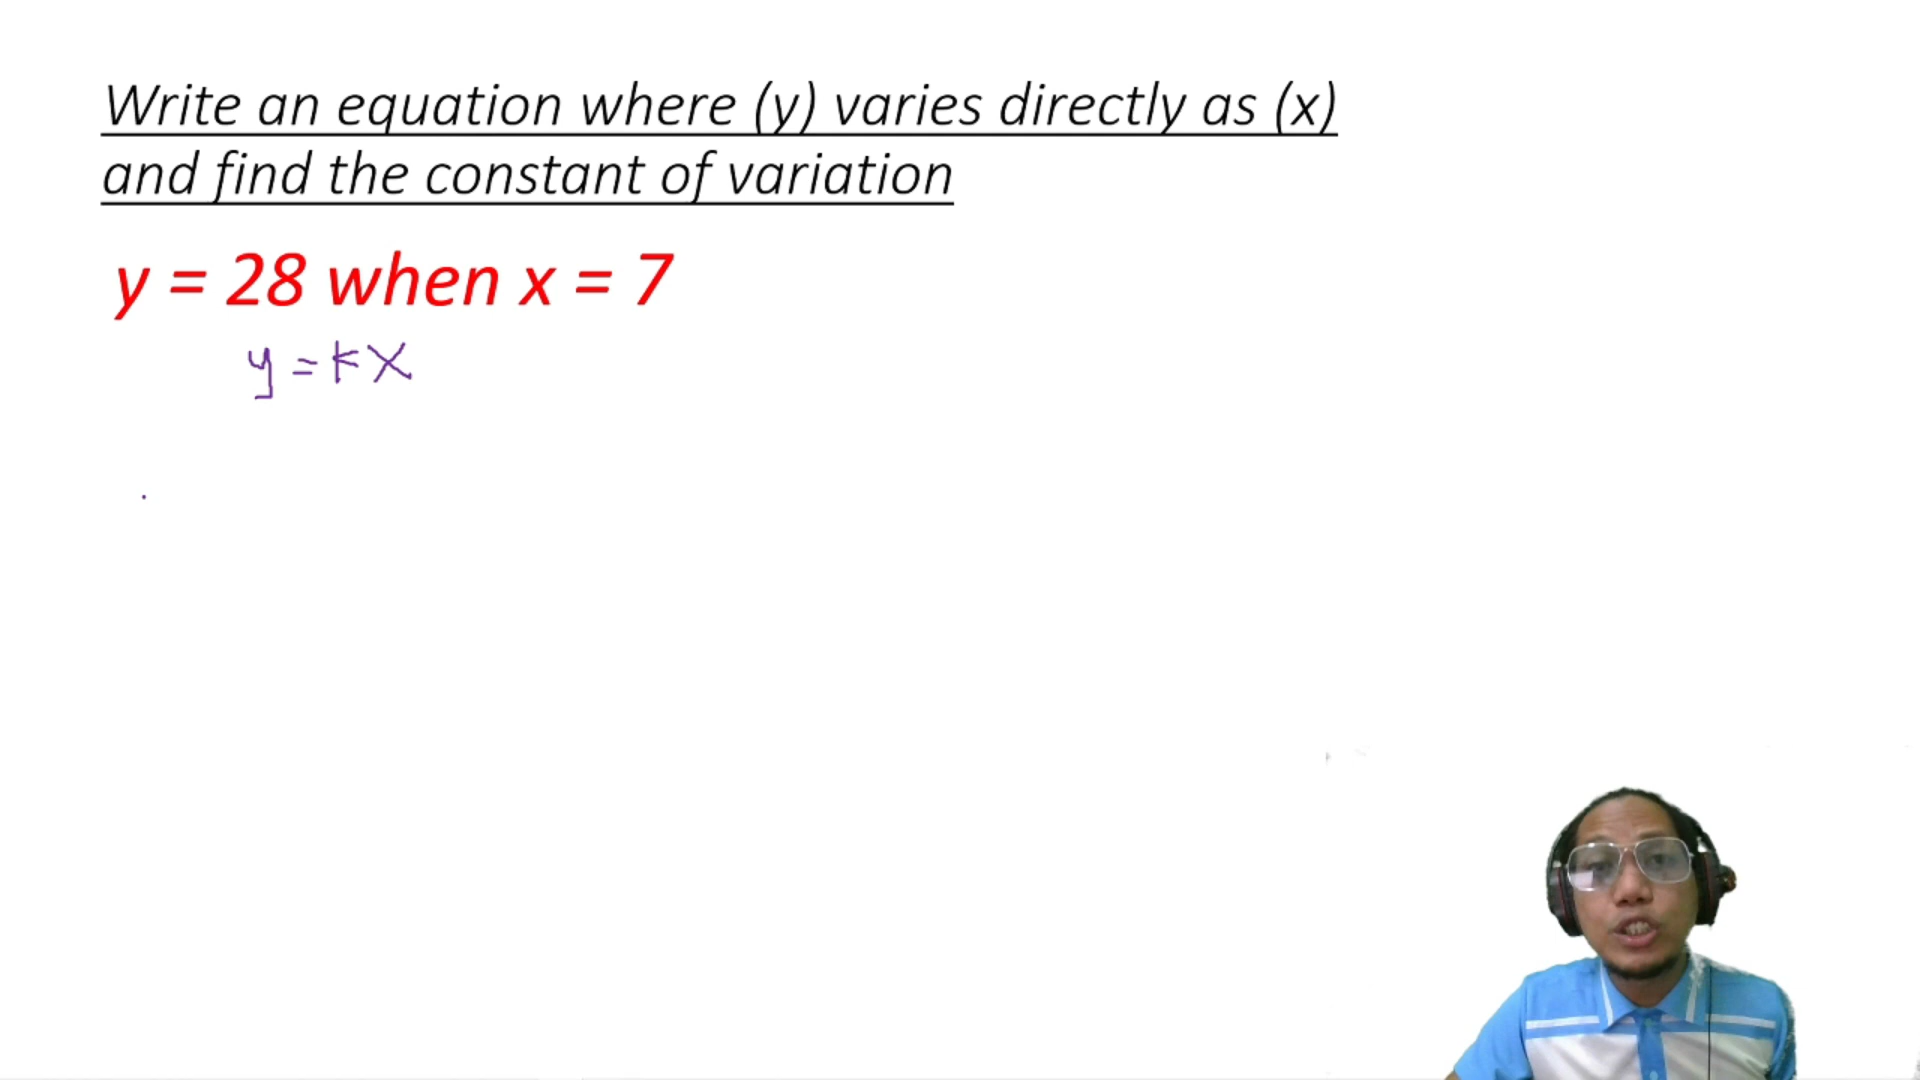 Write an equation where (y) varies directly as (x)
and find the constant of variation
y = 28 when x = 7
y = kx